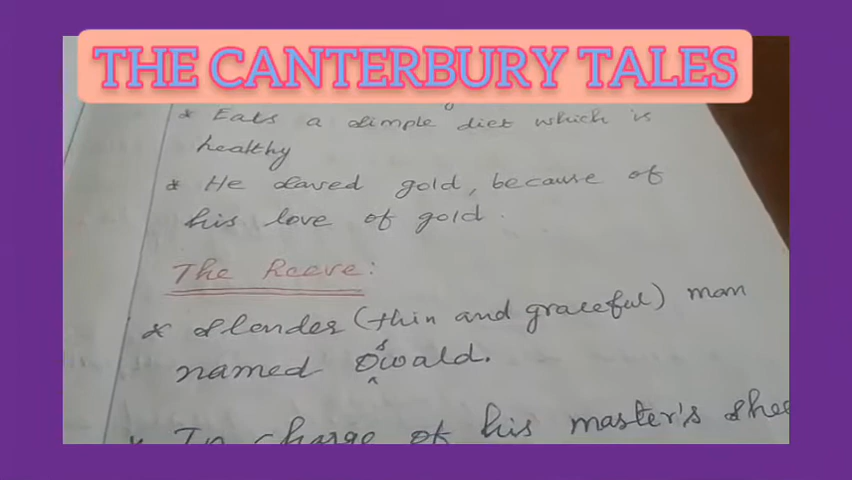 THE CANTERBURY TALES
* Eats a simple diet which is
healthy
* He saved gold, because of
his love of gold.
The Reeve:
* slender (thin and graceful) man
named Oswald.
* In charge of his master's